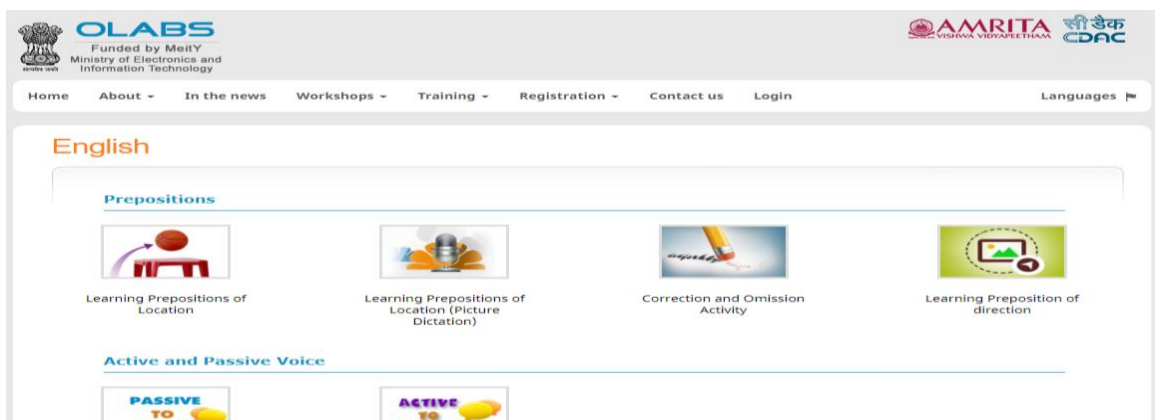 OLABS
Funded by MeitY
Ministry of Electronics and
Information Technology
AMRITA
VISHWA VIDYAPEETHAM
सी डैक
CDAC
Home About In the news Workshops Training Registration Contact us Login Languages
English
Prepositions
Learning Prepositions of
Location
Learning Prepositions of
Location (Picture
Dictation)
Correction and Omission
Activity
Learning Preposition of
direction
Active and Passive Voice
PASSIVE
TO
ACTIVE
TO